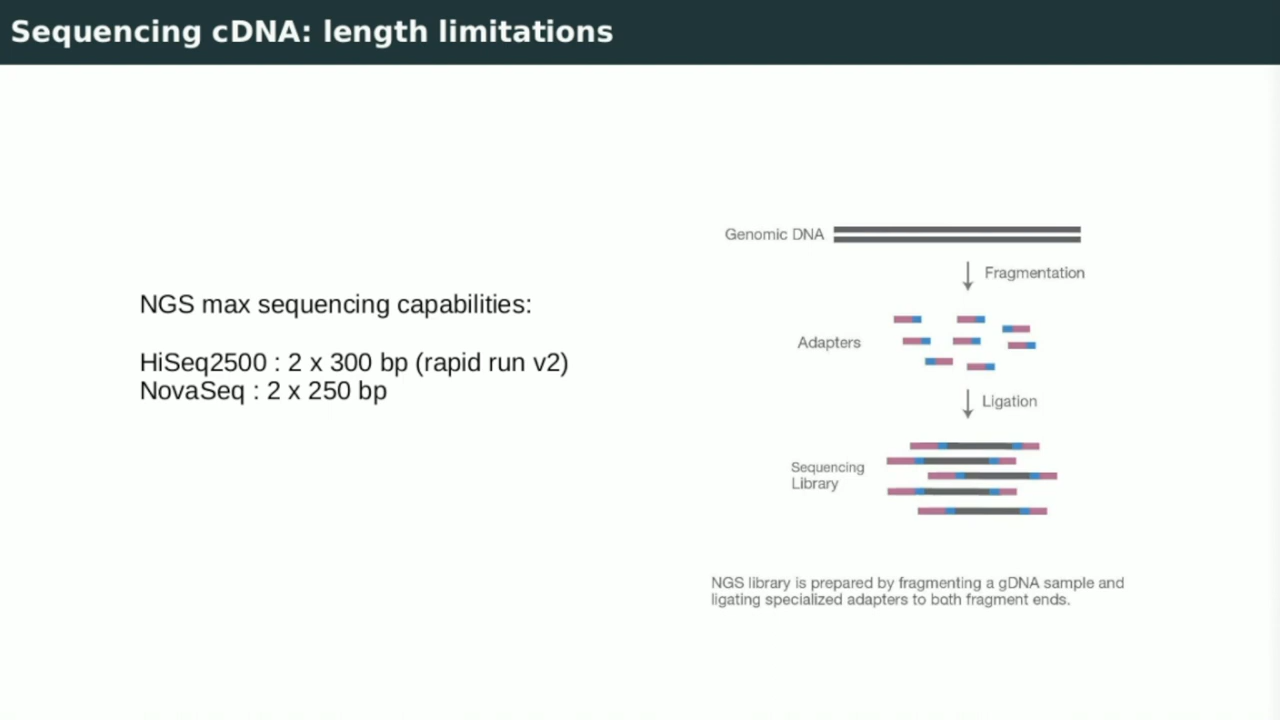 Sequencing cDNA: length limitations
NGS max sequencing capabilities:
HiSeq2500 : 2 x 300 bp (rapid run v2)
NovaSeq : 2 x 250 bp
Genomic DNA
Fragmentation
Adapters
Ligation
Sequencing
Library
NGS library is prepared by fragmenting a gDNA sample and
ligating specialized adapters to both fragment ends.